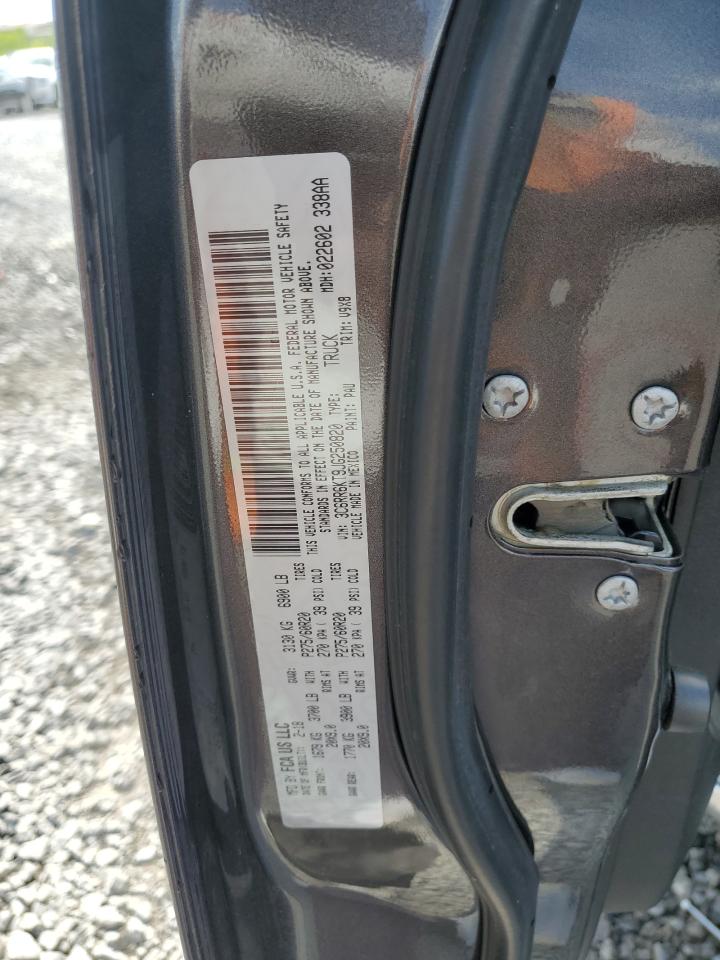 MFD BY: FCA US LLC
DATE OF MFR/BUILT: 2-18
GVWR: 3130 KG 6900 LB
GAWR FRONT: 1679 KG 3700 LB WITH P275/60R20 TIRES
20X9.0 RIMS AT 270 KPA ( 39 PSI) COLD
GAWR REAR: 1770 KG 3900 LB WITH P275/60R20 TIRES
20X9.0 RIMS AT 270 KPA ( 39 PSI) COLD
THIS VEHICLE CONFORMS TO ALL APPLICABLE U.S.A. FEDERAL MOTOR VEHICLE SAFETY
STANDARDS IN EFFECT ON THE DATE OF MANUFACTURE SHOWN ABOVE.
VIN: 3C6RR6KT9JG250820 TYPE: TRUCK MDH:022602 338AA
VEHICLE MADE IN MEXICO PAINT: PAU TRIM: V9X8